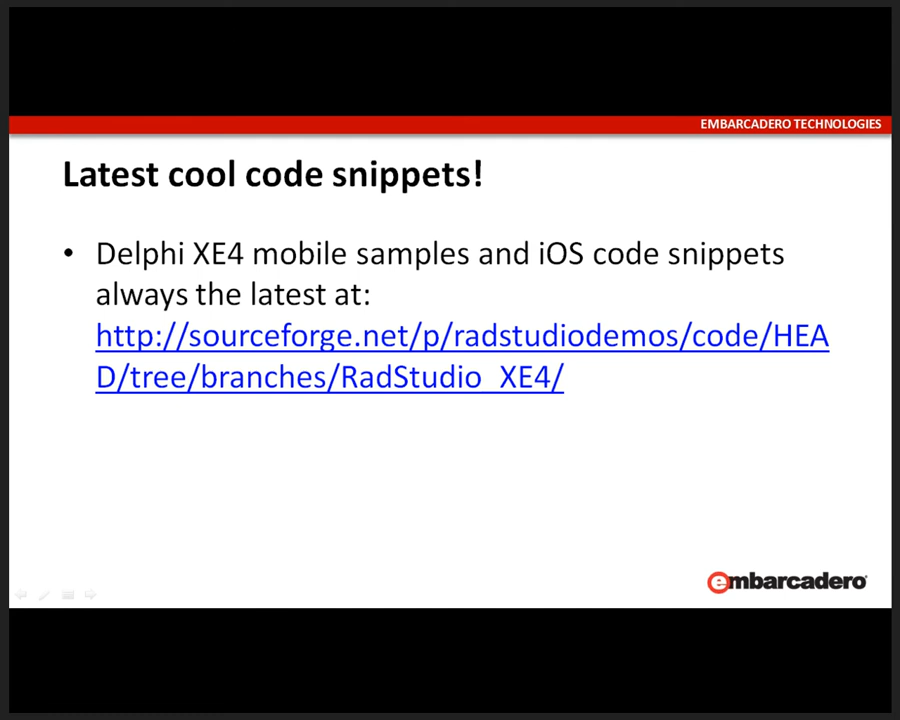 EMBARCADERO TECHNOLOGIES
Latest cool code snippets!
• Delphi XE4 mobile samples and iOS code snippets
always the latest at:
http://sourceforge.net/p/radstudiodemos/code/HEA
D/tree/branches/RadStudio_XE4/
embarcadero